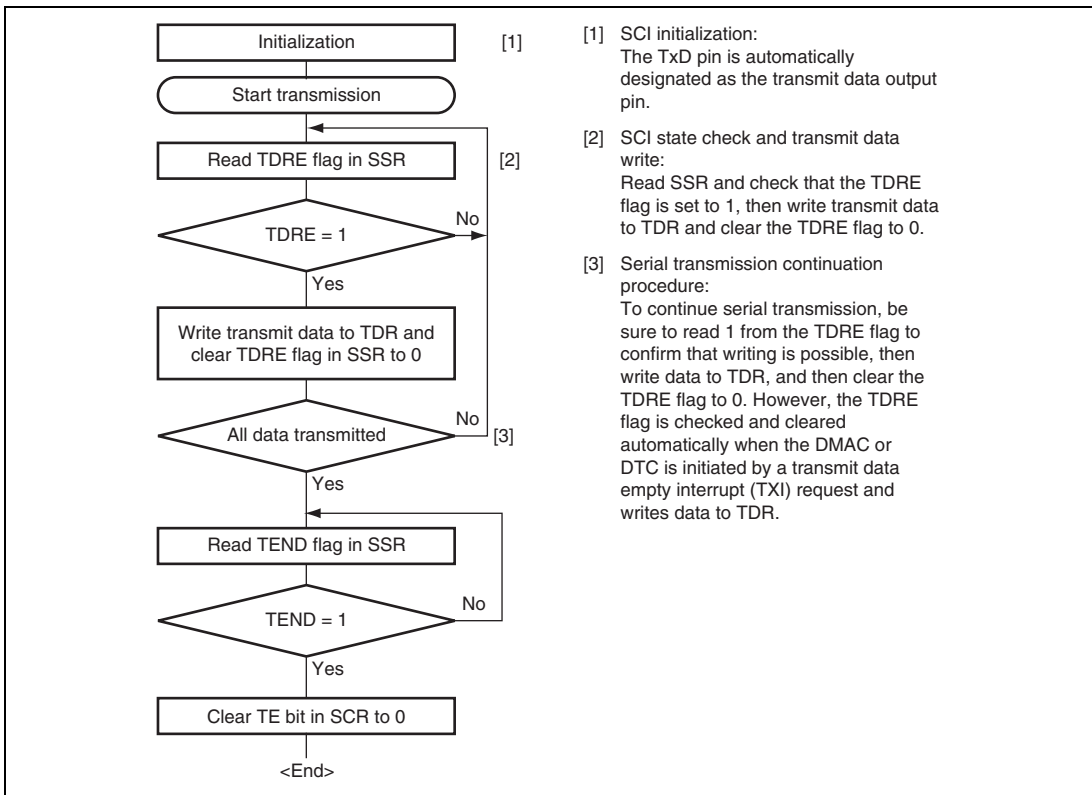 Initialization
[1]
Start transmission
Read TDRE flag in SSR
[2]
No
TDRE = 1
Yes
Write transmit data to TDR and
clear TDRE flag in SSR to 0
No
All data transmitted
[3]
Yes
Read TEND flag in SSR
No
TEND = 1
Yes
Clear TE bit in SCR to 0
<End>
[1] SCI initialization:
The TxD pin is automatically
designated as the transmit data output
pin.
[2] SCI state check and transmit data
write:
Read SSR and check that the TDRE
flag is set to 1, then write transmit data
to TDR and clear the TDRE flag to 0.
[3] Serial transmission continuation
procedure:
To continue serial transmission, be
sure to read 1 from the TDRE flag to
confirm that writing is possible, then
write data to TDR, and then clear the
TDRE flag to 0. However, the TDRE
flag is checked and cleared
automatically when the DMAC or
DTC is initiated by a transmit data
empty interrupt (TXI) request and
writes data to TDR.